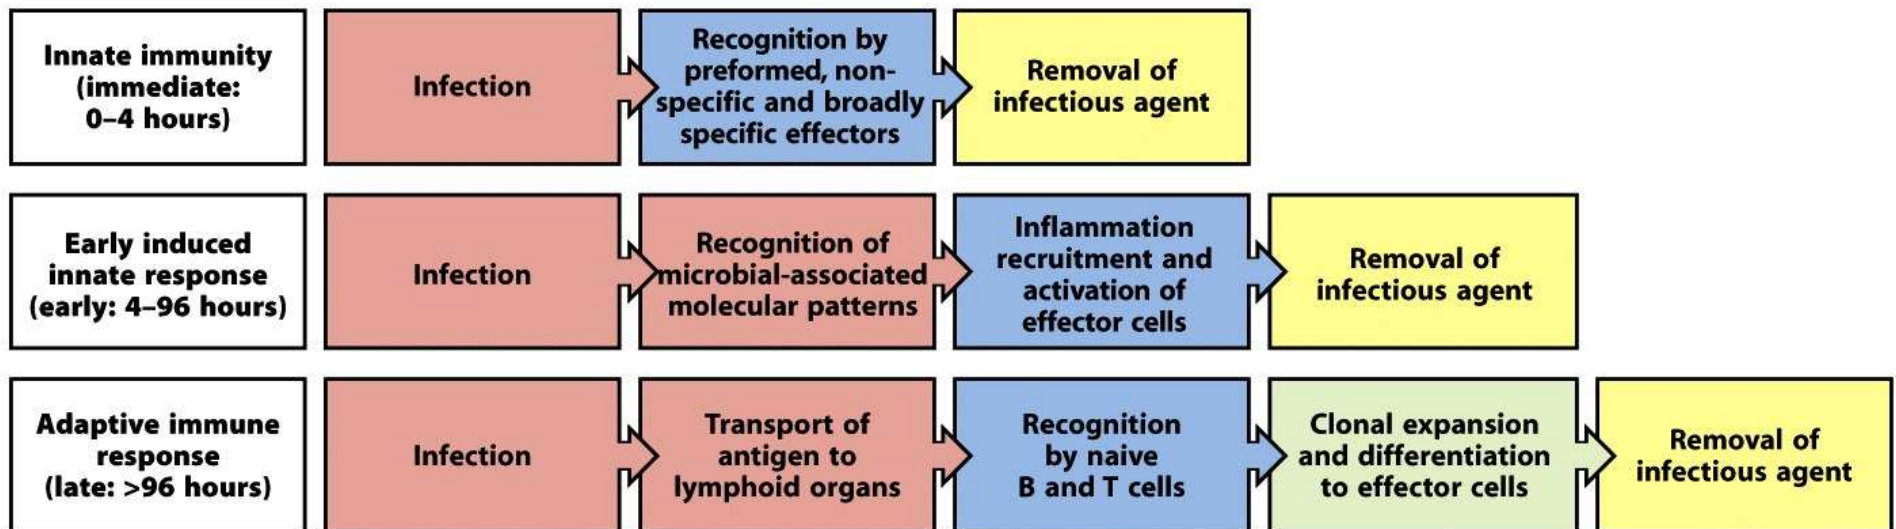 Innate immunity
(immediate:
0–4 hours)
Infection
Recognition by
preformed, non-
specific and broadly
specific effectors
Removal of
infectious agent
Early induced
innate response
(early: 4–96 hours)
Infection
Recognition of
microbial-associated
molecular patterns
Inflammation
recruitment and
activation of
effector cells
Removal of
infectious agent
Adaptive immune
response
(late: >96 hours)
Infection
Transport of
antigen to
lymphoid organs
Recognition
by naive
B and T cells
Clonal expansion
and differentiation
to effector cells
Removal of
infectious agent